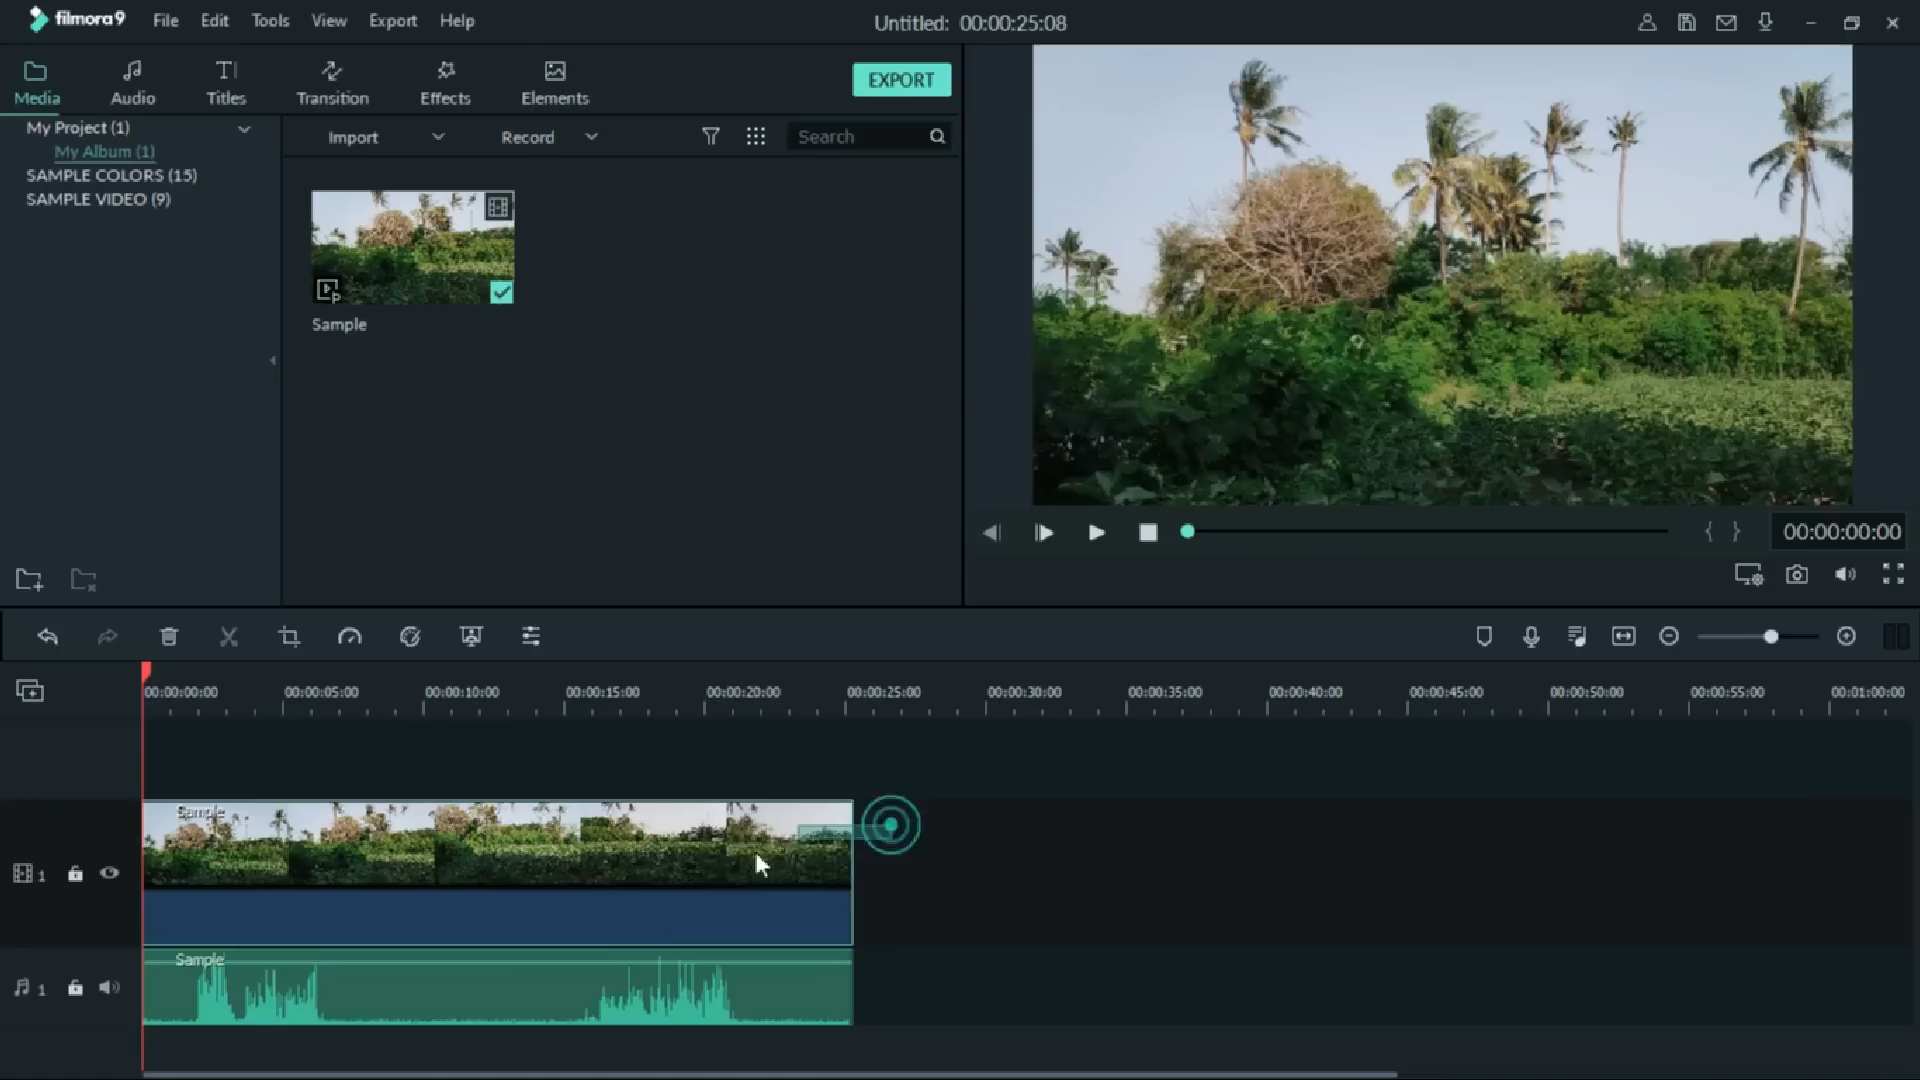 filmora9 File Edit Tools View Export Help Untitled: 00:00:25:08
Media Audio Titles Transition Effects Elements EXPORT
My Project (1)
My Album (1)
SAMPLE COLORS (15)
SAMPLE VIDEO (9)
Import Record Search
Sample
{ } 00:00:00:00
00:00:00:00 00:00:05:00 00:00:10:00 00:00:15:00 00:00:20:00 00:00:25:00 00:00:30:00 00:00:35:00 00:00:40:00 00:00:45:00 00:00:50:00 00:00:55:00 00:01:00:00
Sample
1
Sample
1